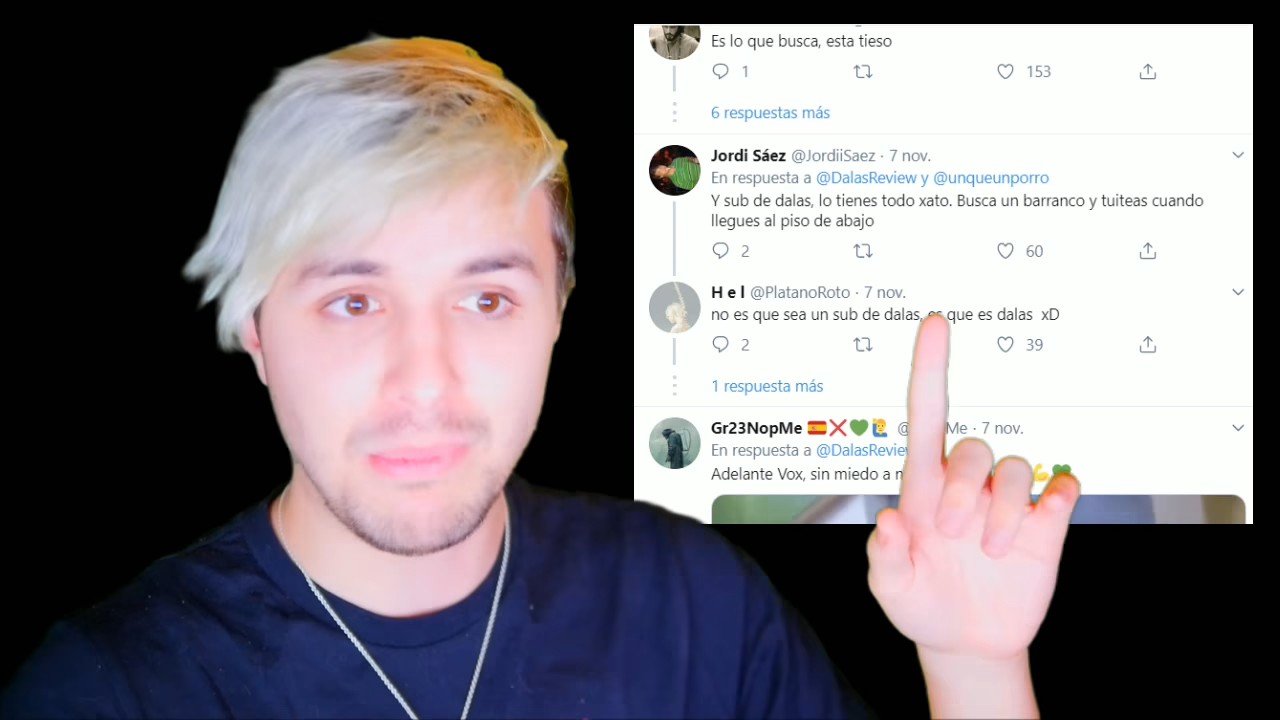 Es lo que busca, esta tieso
1 153
6 respuestas más
Jordi Sáez @JordiiSaez · 7 nov.
En respuesta a @DalasReview y @unqueunporro
Y sub de dalas, lo tienes todo xato. Busca un barranco y tuiteas cuando
llegues al piso de abajo
2 60
H e l @PlatanoRoto · 7 nov.
no es que sea un sub de dalas, es que es dalas xD
2 39
1 respuesta más
Gr23NopMe 🇪🇸❌💚🙋‍♂️ @ Me · 7 nov.
En respuesta a @DalasReview
Adelante Vox, sin miedo a 💪💚